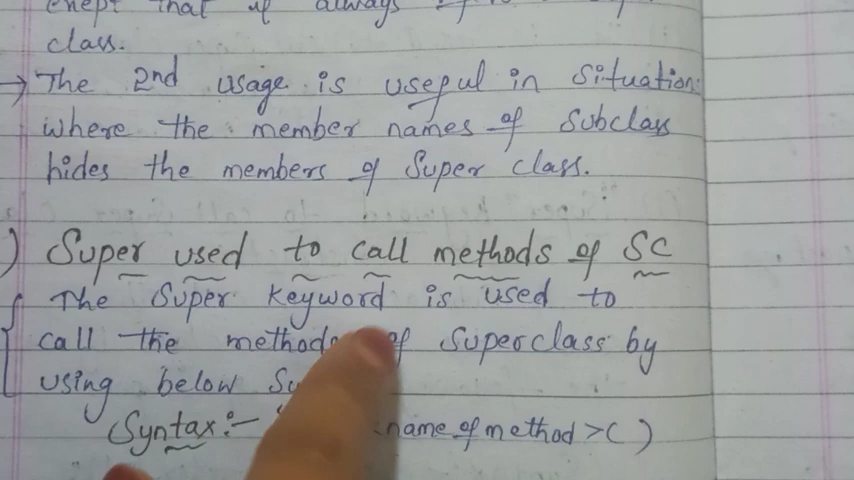 that
always
class.
→ The 2nd usage is useful in situation
where the member names of subclass
hides the members of Super class.
) Super used to call methods of SC
The Super keyword is used to
call the methods of Superclass by
using below
Syntax:- name of method >( )